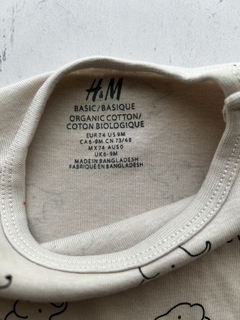 H&M
BASIC/BASIQUE
ORGANIC COTTON/
COTON BIOLOGIQUE
EUR 74 US 9M
CA 6-9M CN 73/48
MX 74 AUS 0
UK 6-9M
MADE IN BANGLADESH
FABRIQUÉ EN BANGLADESH